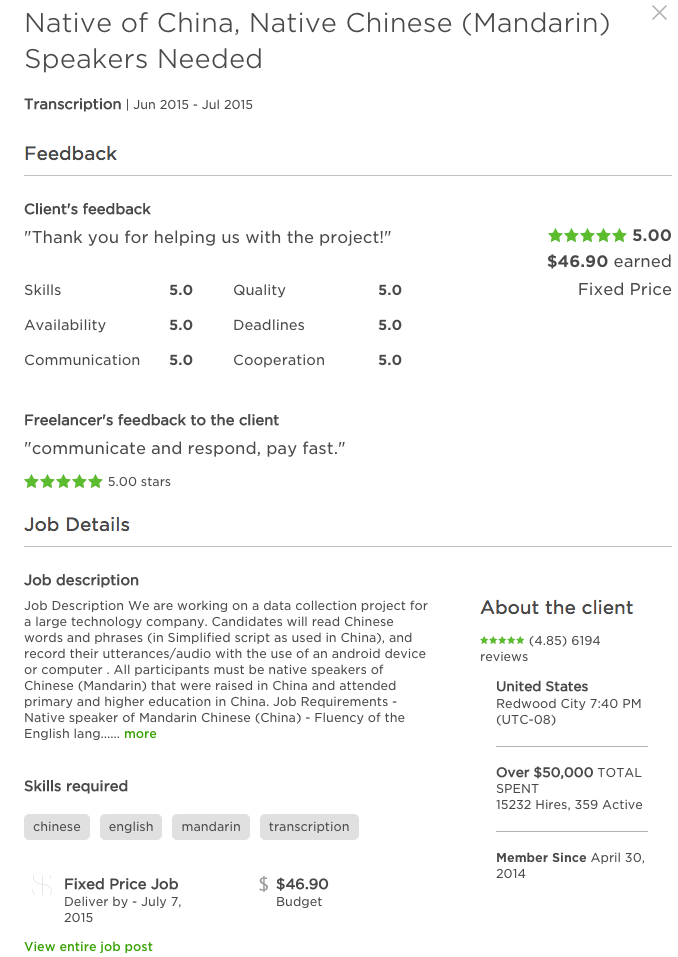 Native of China, Native Chinese (Mandarin)
Speakers Needed
Transcription | Jun 2015 - Jul 2015
Feedback
Client's feedback
"Thank you for helping us with the project!"
5.00
$46.90 earned
Fixed Price
Skills 5.0 Quality 5.0
Availability 5.0 Deadlines 5.0
Communication 5.0 Cooperation 5.0
Freelancer's feedback to the client
"communicate and respond, pay fast."
5.00 stars
Job Details
Job description
Job Description We are working on a data collection project for
a large technology company. Candidates will read Chinese
words and phrases (in Simplified script as used in China), and
record their utterances/audio with the use of an android device
or computer . All participants must be native speakers of
Chinese (Mandarin) that were raised in China and attended
primary and higher education in China. Job Requirements -
Native speaker of Mandarin Chinese (China) - Fluency of the
English lang...... more
Skills required
chinese english mandarin transcription
Fixed Price Job
Deliver by - July 7,
2015
$ $46.90
Budget
View entire job post
About the client
(4.85) 6194
reviews
United States
Redwood City 7:40 PM
(UTC-08)
Over $50,000 TOTAL
SPENT
15232 Hires, 359 Active
Member Since April 30,
2014